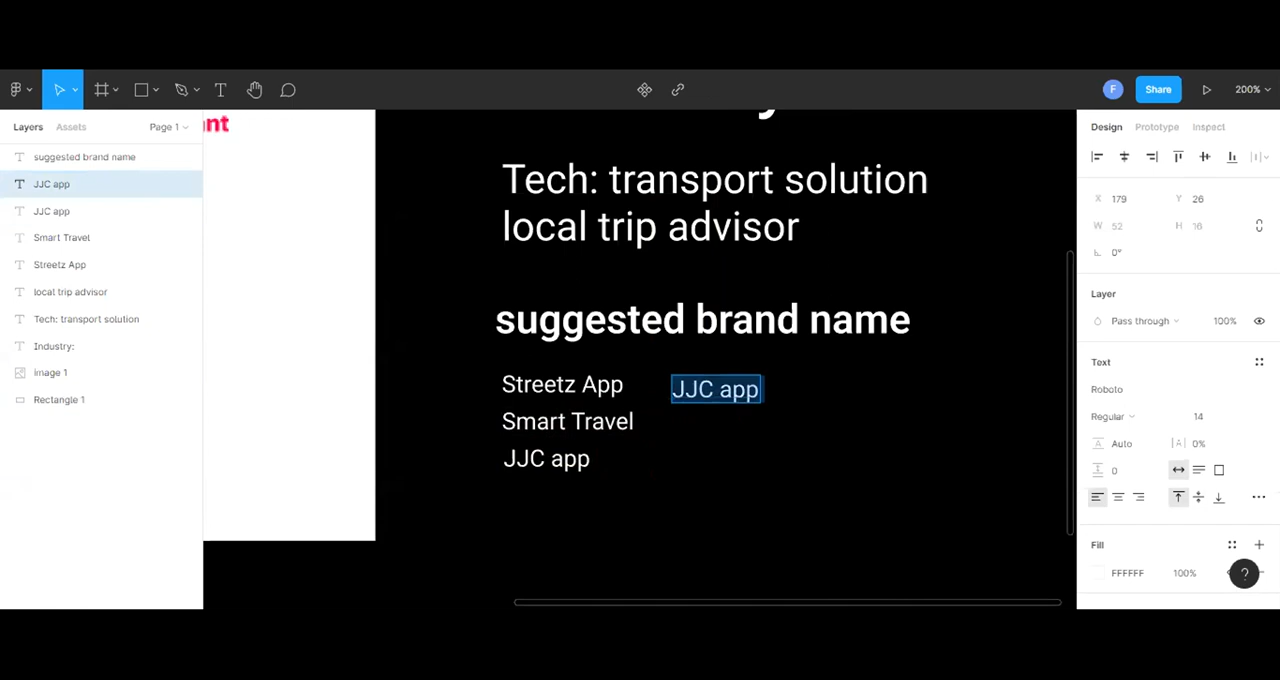 F
Share
200%
Layers
Assets
Page 1
suggested brand name
JJC app
JJC app
Smart Travel
Streetz App
local trip advisor
Tech: transport solution
Industry:
image 1
Rectangle 1
Tech: transport solution
local trip advisor
suggested brand name
Streetz App
JJC app
Smart Travel
JJC app
Design
Prototype
Inspect
X 179
Y 26
W 52
H 16
0°
Layer
Pass through
100%
Text
Roboto
Regular
14
A Auto
|A| 0%
0
Fill
FFFFFF
100%
?